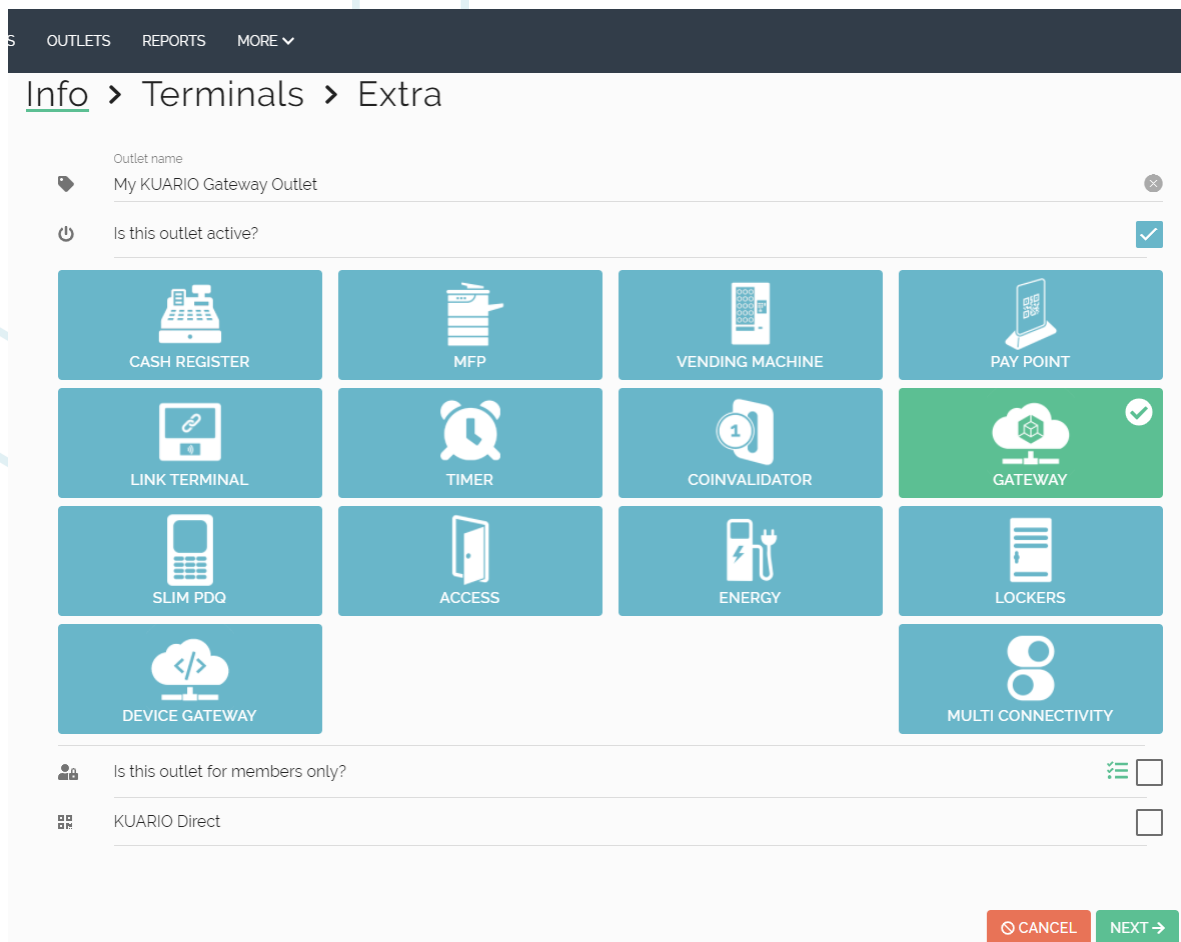 S OUTLETS REPORTS MORE
Info > Terminals > Extra
Outlet name
My KUARIO Gateway Outlet
Is this outlet active?
CASH REGISTER MFP VENDING MACHINE PAY POINT
1
LINK TERMINAL TIMER COINVALIDATOR GATEWAY
SLIM PDQ ACCESS ENERGY LOCKERS
</>
DEVICE GATEWAY MULTI CONNECTIVITY
Is this outlet for members only?
KUARIO Direct
CANCEL NEXT →